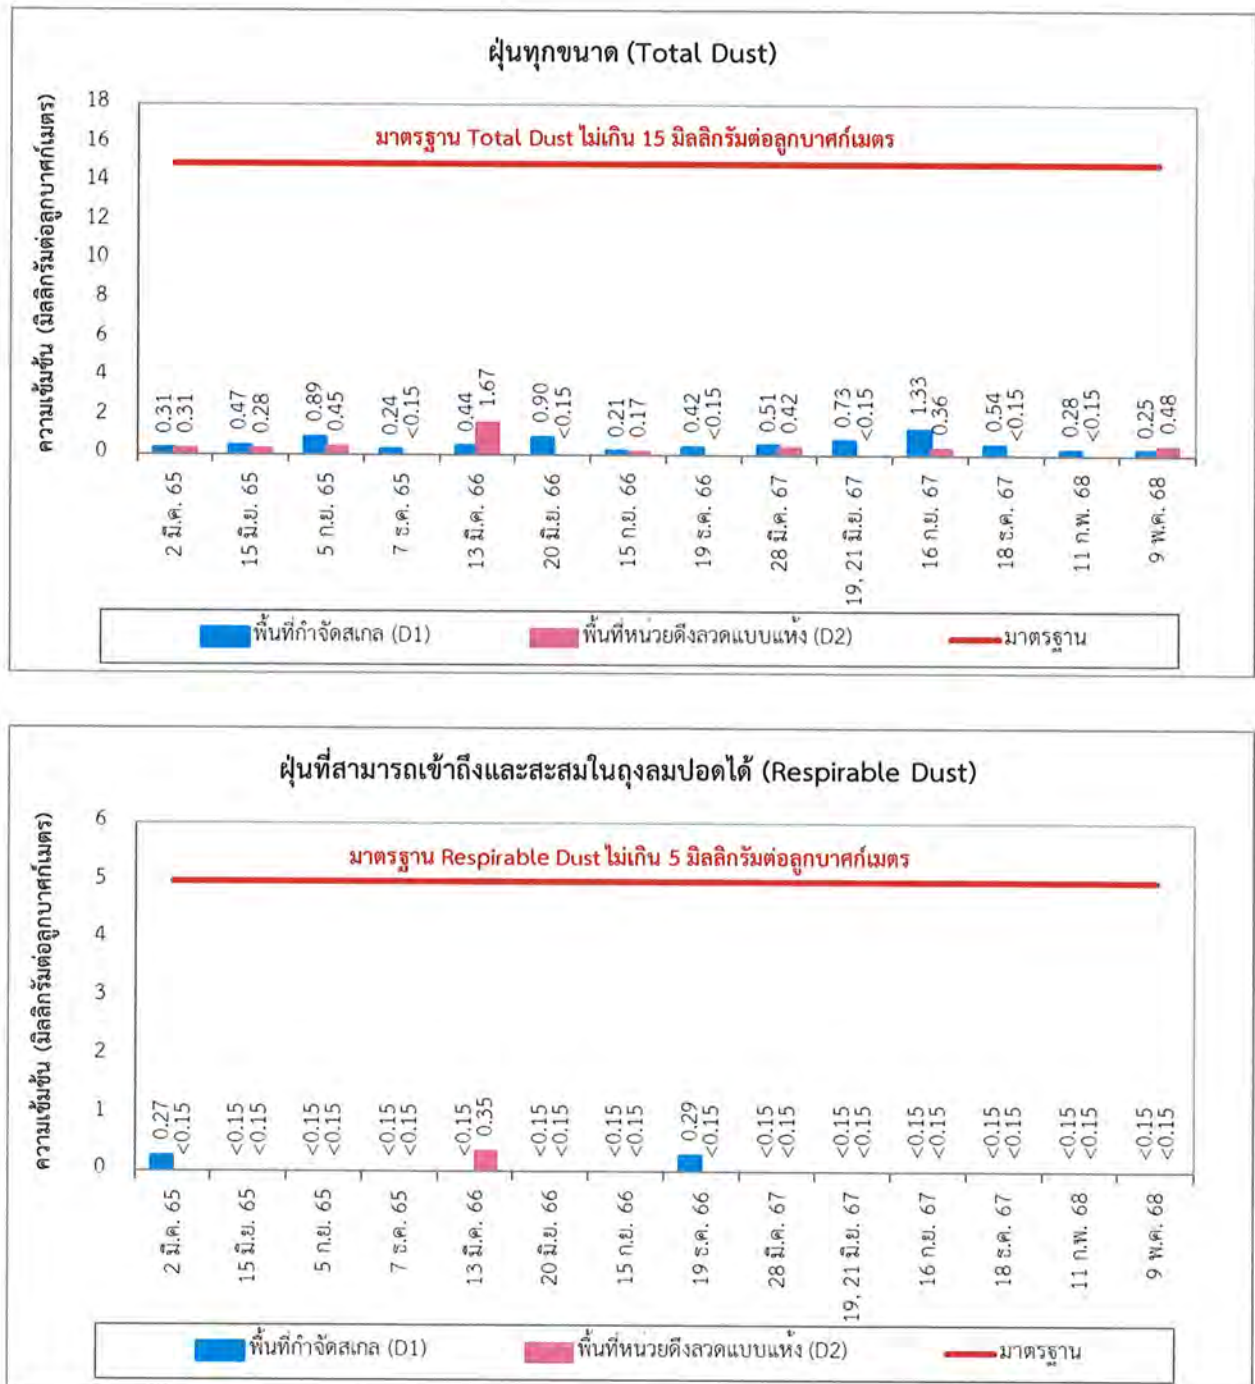 ฝุ่นทุกขนาด (Total Dust)
ความเข้มข้น (มิลลิกรัมต่อลูกบาศก์เมตร)
18
16
14
12
10
8
6
4
2
0
มาตรฐาน Total Dust ไม่เกิน 15 มิลลิกรัมต่อลูกบาศก์เมตร
0.31 0.31
0.47 0.28
0.89 0.45
0.24 <0.15
0.44 1.67
0.90 <0.15
0.21 0.17
0.42 <0.15
0.51 0.42
0.73 <0.15
1.33 0.36
0.54 <0.15
0.28 <0.15
0.25 0.48
2 มี.ค. 65
15 มิ.ย. 65
5 ก.ย. 65
7 ธ.ค. 65
13 มี.ค. 66
20 มิ.ย. 66
15 ก.ย. 66
19 ธ.ค. 66
28 มี.ค. 67
19, 21 มิ.ย. 67
16 ก.ย. 67
18 ธ.ค. 67
11 ก.พ. 68
9 พ.ค. 68
พื้นที่กำจัดสเกล (D1) พื้นที่หน่วยดึงลวดแบบแห้ง (D2) มาตรฐาน
ฝุ่นที่สามารถเข้าถึงและสะสมในถุงลมปอดได้ (Respirable Dust)
ความเข้มข้น (มิลลิกรัมต่อลูกบาศก์เมตร)
6
5
4
3
2
1
0
มาตรฐาน Respirable Dust ไม่เกิน 5 มิลลิกรัมต่อลูกบาศก์เมตร
0.27 <0.15
<0.15 <0.15
<0.15 <0.15
<0.15 <0.15
<0.15 0.35
<0.15 <0.15
<0.15 <0.15
0.29 <0.15
<0.15 <0.15
<0.15 <0.15
<0.15 <0.15
<0.15 <0.15
<0.15 <0.15
<0.15 <0.15
2 มี.ค. 65
15 มิ.ย. 65
5 ก.ย. 65
7 ธ.ค. 65
13 มี.ค. 66
20 มิ.ย. 66
15 ก.ย. 66
19 ธ.ค. 66
28 มี.ค. 67
19, 21 มิ.ย. 67
16 ก.ย. 67
18 ธ.ค. 67
11 ก.พ. 68
9 พ.ค. 68
พื้นที่กำจัดสเกล (D1) พื้นที่หน่วยดึงลวดแบบแห้ง (D2) มาตรฐาน